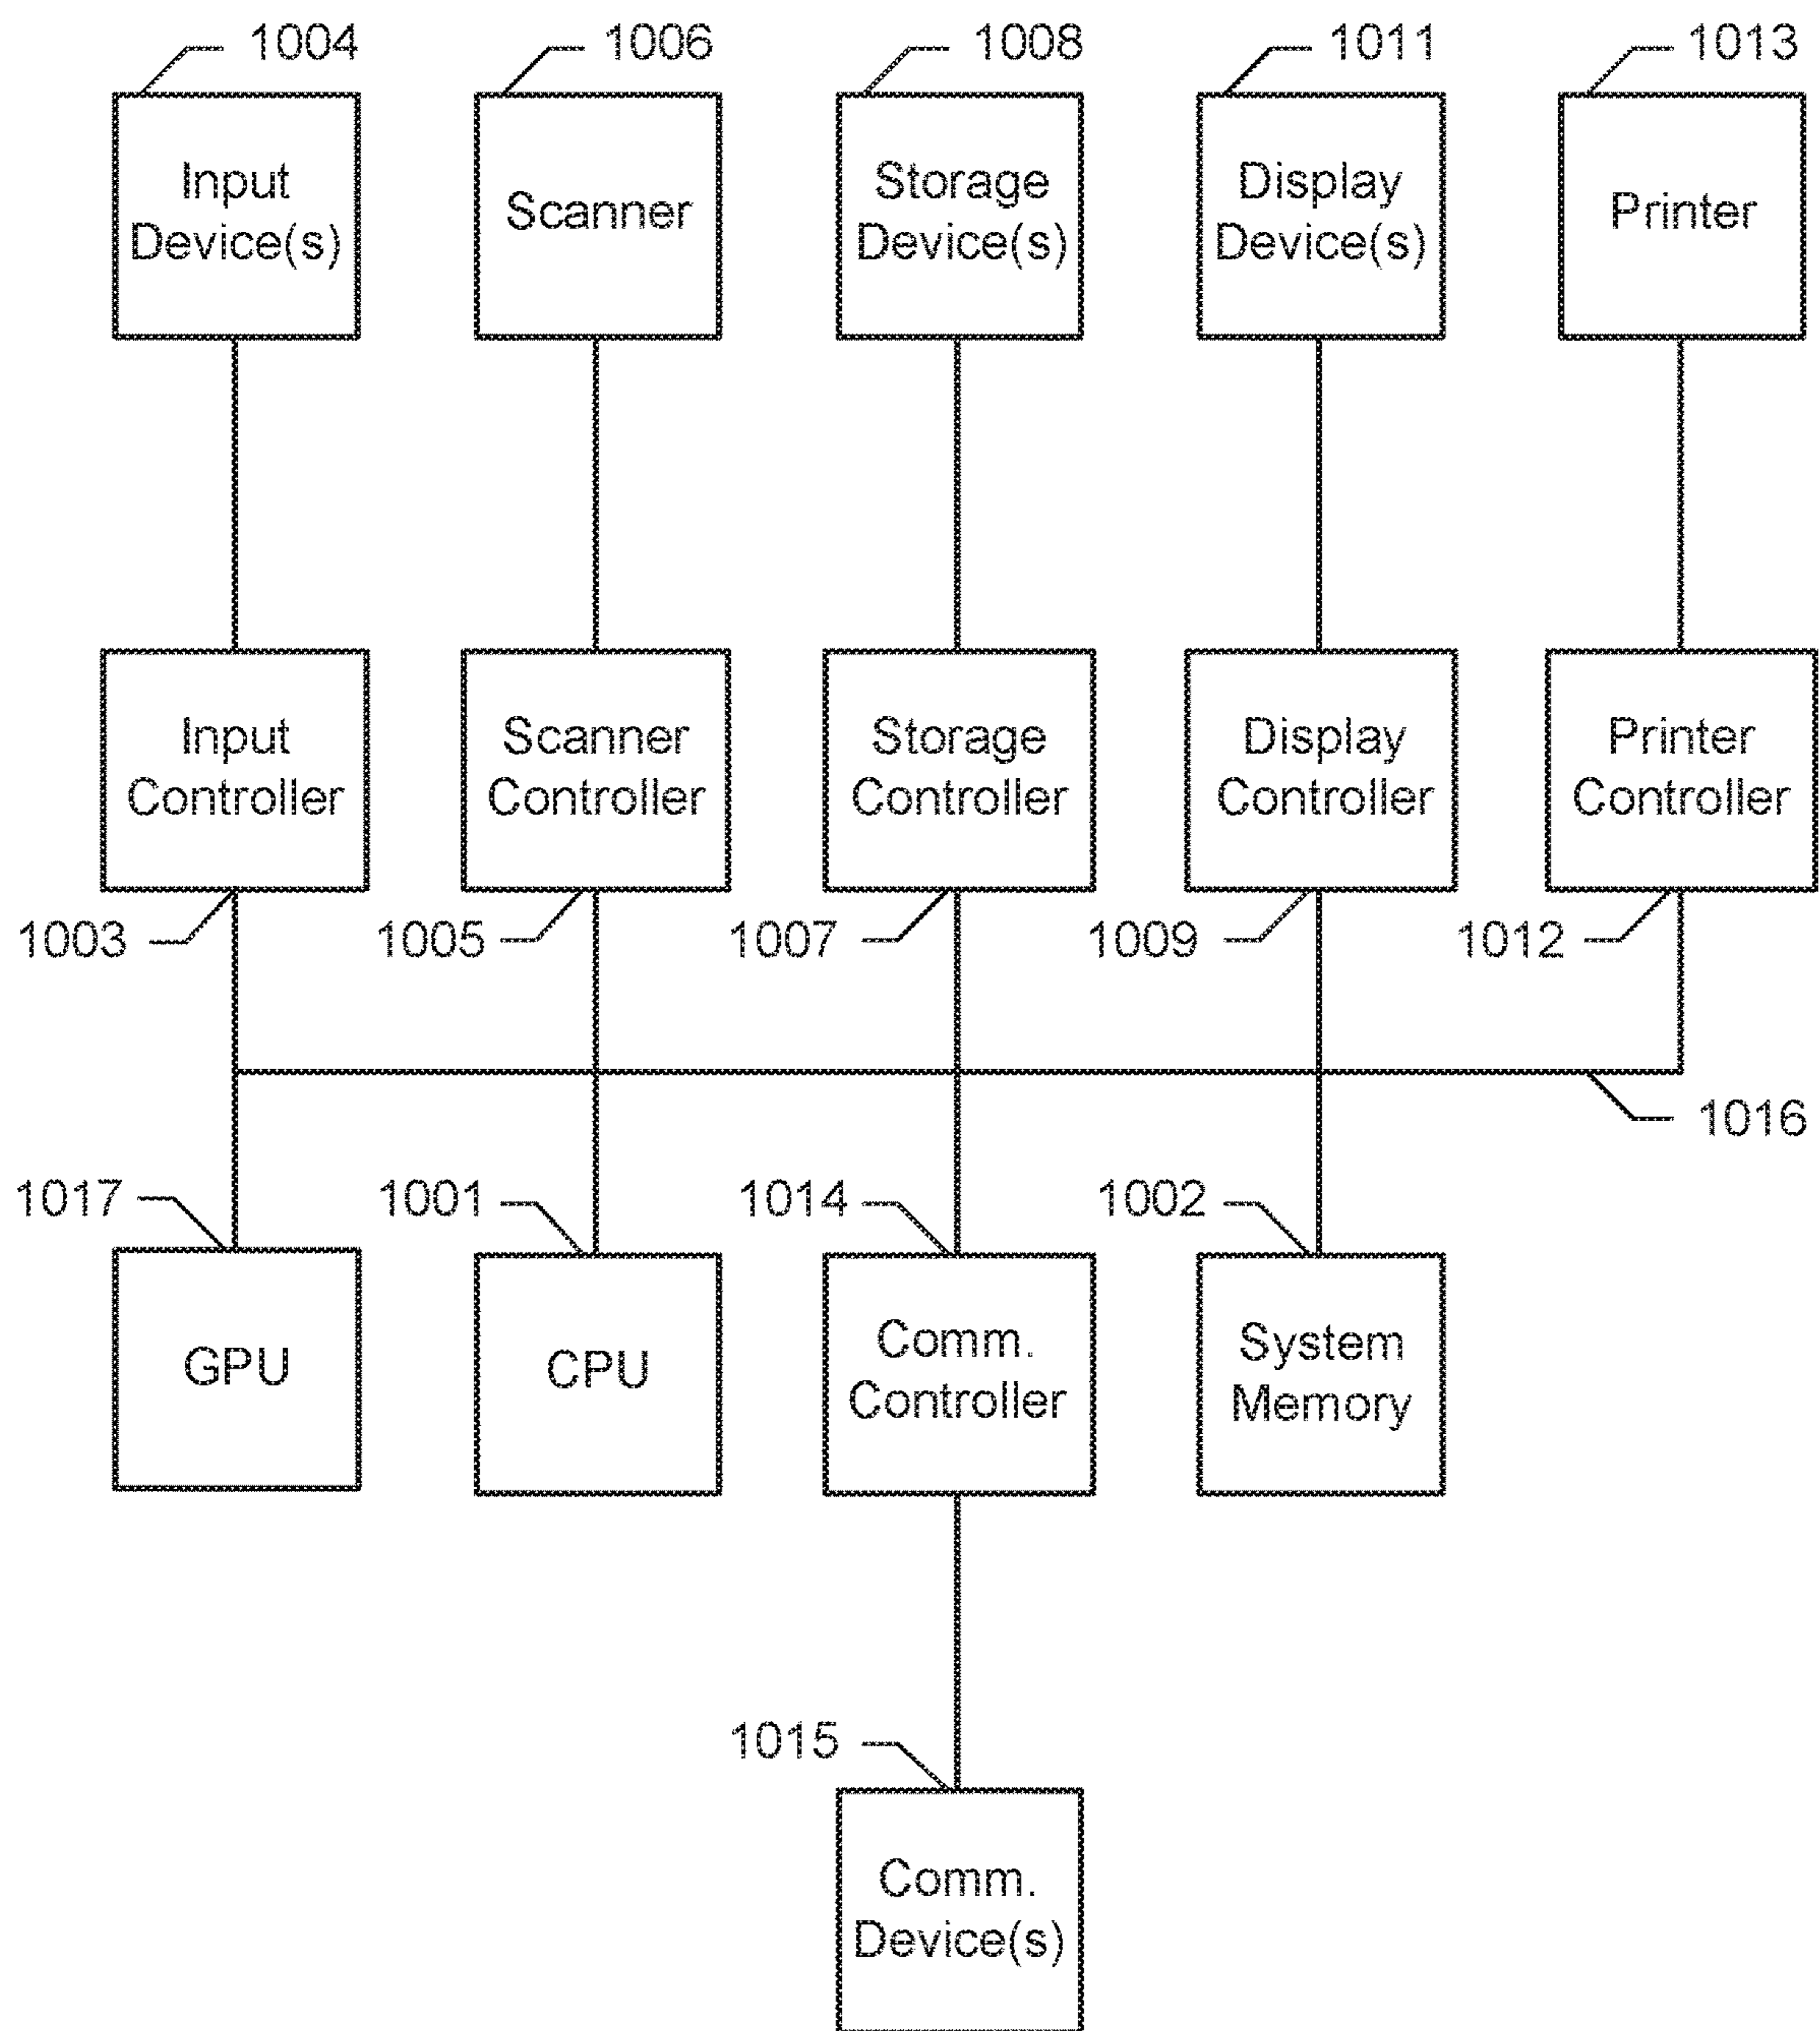 1004
1006
1008
1011
1013
Input
Device(s)
Scanner
Storage
Device(s)
Display
Device(s)
Printer
Input
Controller
Scanner
Controller
Storage
Controller
Display
Controller
Printer
Controller
1003
1005
1007
1009
1012
1016
1017
1001
1014
1002
GPU
CPU
Comm.
Controller
System
Memory
1015
Comm.
Device(s)